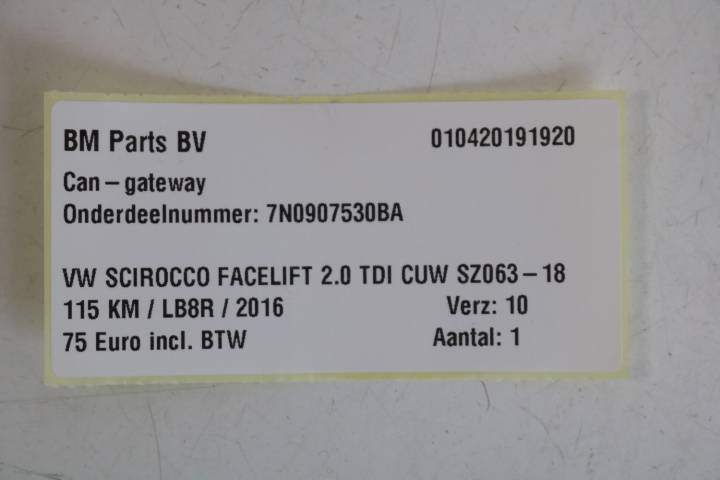 BM Parts BV 010420191920
Can-gateway
Onderdeelnummer: 7N0907530BA
VW SCIROCCO FACELIFT 2.0 TDI CUW SZ063-18
115 KM / LB8R / 2016 Verz: 10
75 Euro incl. BTW Aantal: 1